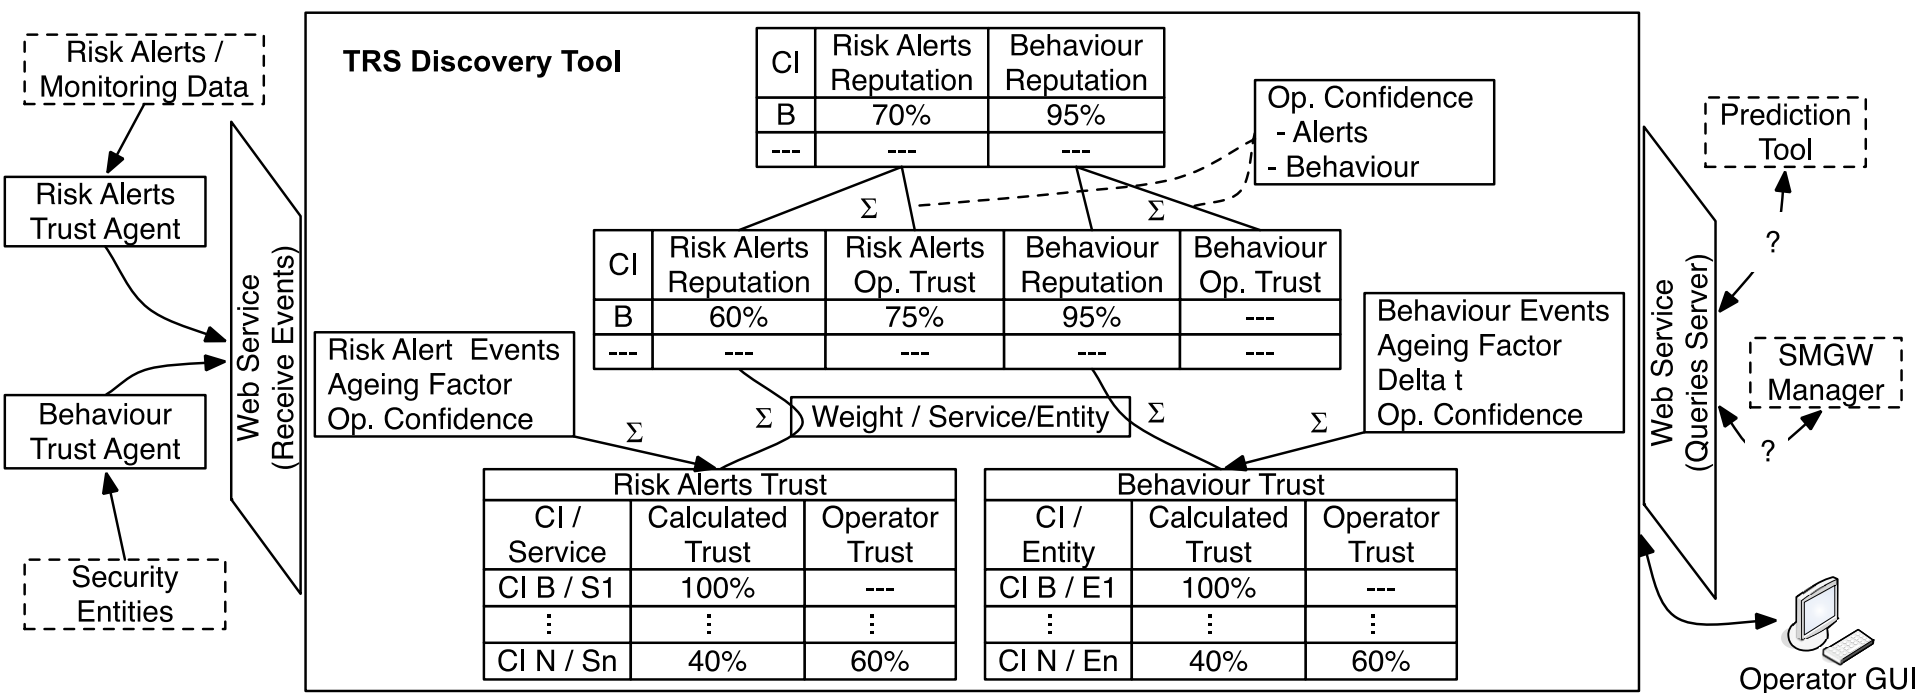 Risk Alerts /
Monitoring Data
Risk Alerts
Trust Agent
Behaviour
Trust Agent
Security
Entities
Web Service
(Receive Events)
TRS Discovery Tool
CI Risk Alerts Reputation Behaviour Reputation
B 70% 95%
--- --- ---
Op. Confidence
- Alerts
- Behaviour
Σ Σ
CI Risk Alerts Reputation Risk Alerts Op. Trust Behaviour Reputation Behaviour Op. Trust
B 60% 75% 95% ---
--- --- --- --- ---
Risk Alert Events
Ageing Factor
Op. Confidence
Behaviour Events
Ageing Factor
Delta t
Op. Confidence
Σ Σ Weight / Service/Entity Σ Σ
Risk Alerts Trust
CI / Service Calculated Trust Operator Trust
CI B / S1 100% ---
⋮ ⋮ ⋮
CI N / Sn 40% 60%
Behaviour Trust
CI / Entity Calculated Trust Operator Trust
CI B / E1 100% ---
⋮ ⋮ ⋮
CI N / En 40% 60%
Web Service
(Queries Server)
Prediction
Tool
?
SMGW
Manager
?
Operator GUI